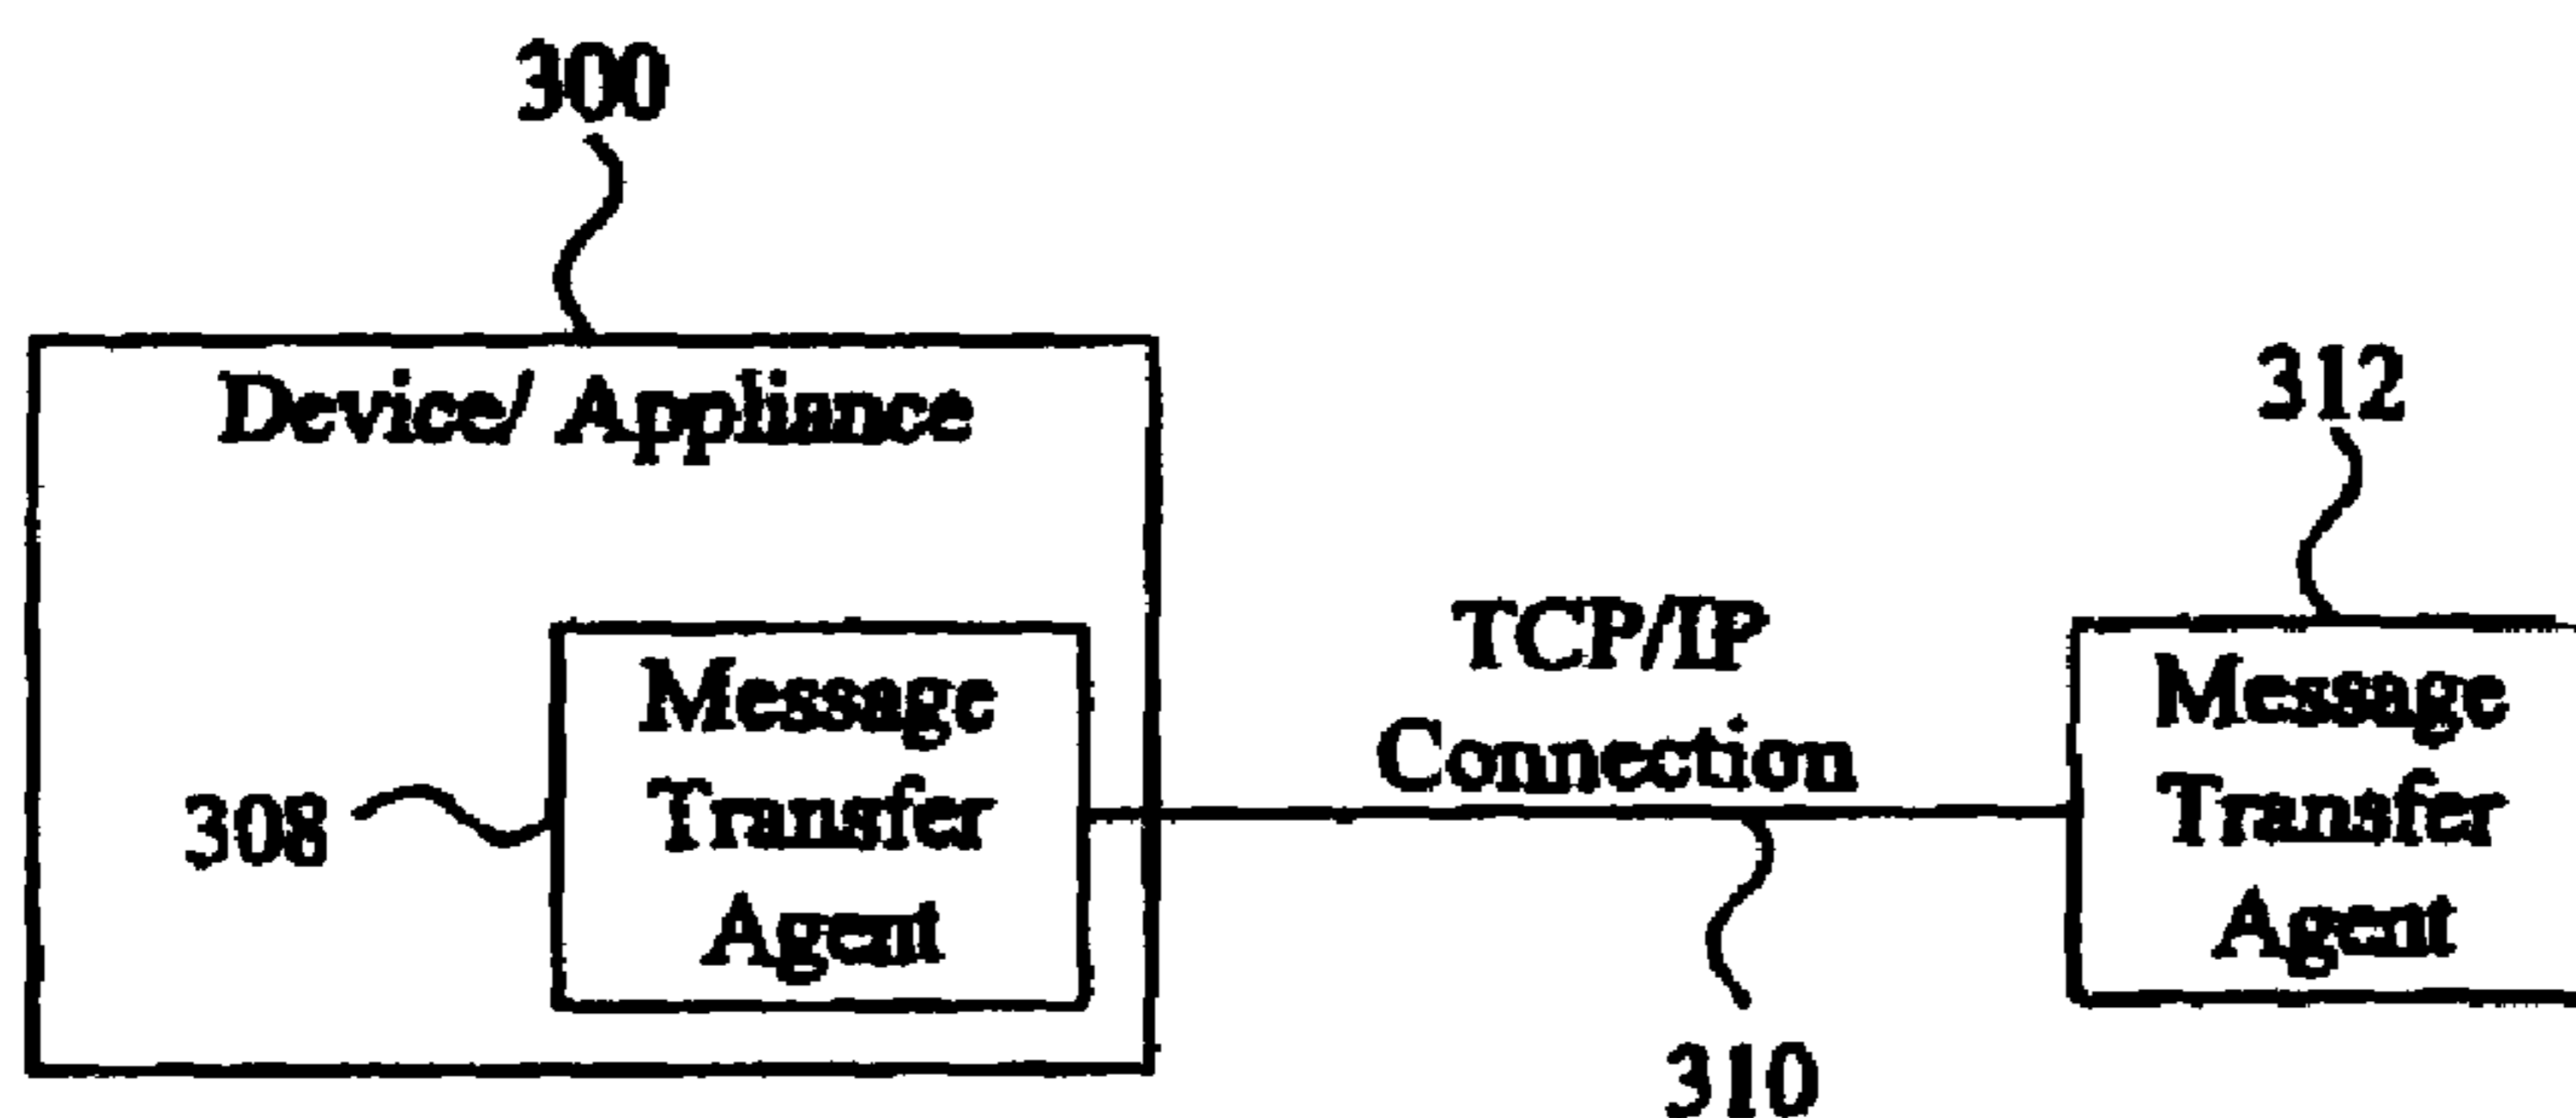 300
Device/ Appliance
312
TCP/IP
Connection
Message
Transfer
Agent
308
Message
Transfer
Agent
310